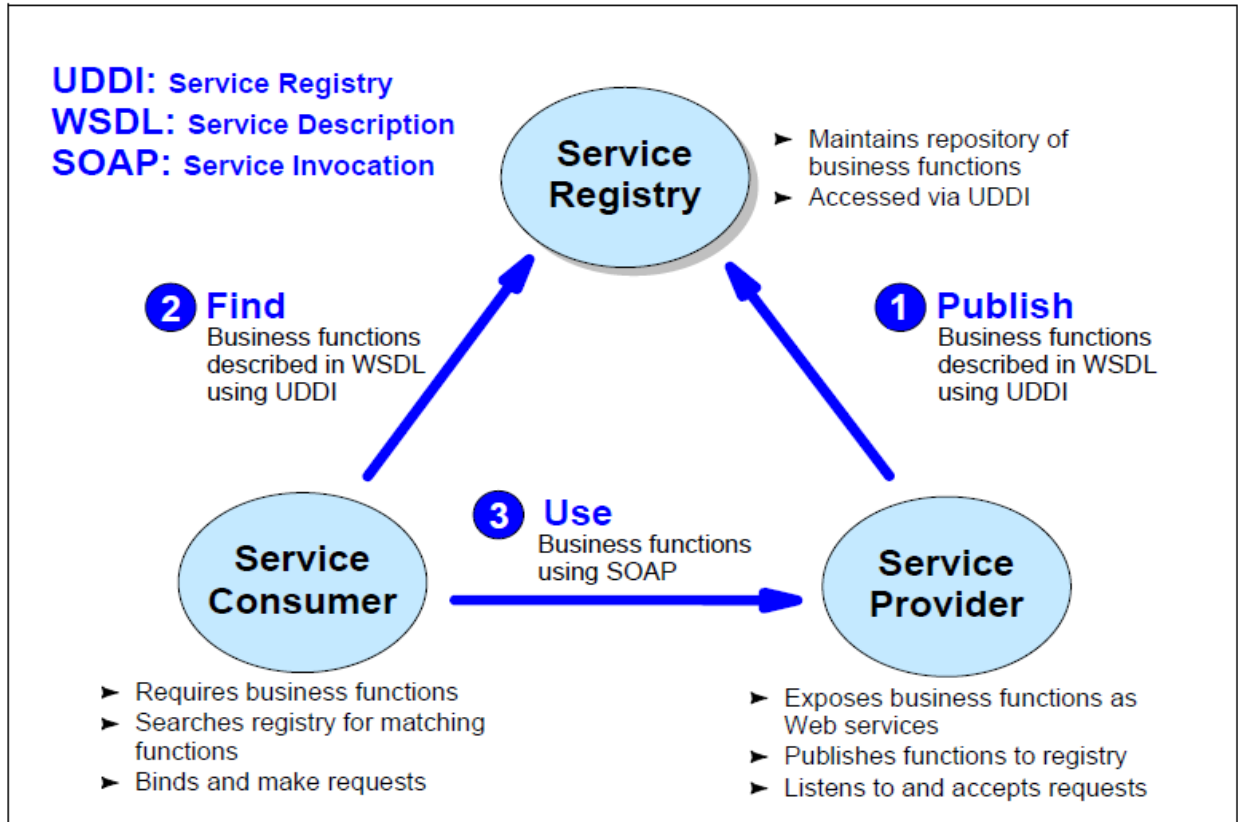 UDDI: Service Registry
WSDL: Service Description
SOAP: Service Invocation
Service
Registry
➤ Maintains repository of
business functions
➤ Accessed via UDDI
2 Find
Business functions
described in WSDL
using UDDI
1 Publish
Business functions
described in WSDL
using UDDI
3 Use
Business functions
using SOAP
Service
Consumer
Service
Provider
➤ Requires business functions
➤ Searches registry for matching
functions
➤ Binds and make requests
➤ Exposes business functions as
Web services
➤ Publishes functions to registry
➤ Listens to and accepts requests